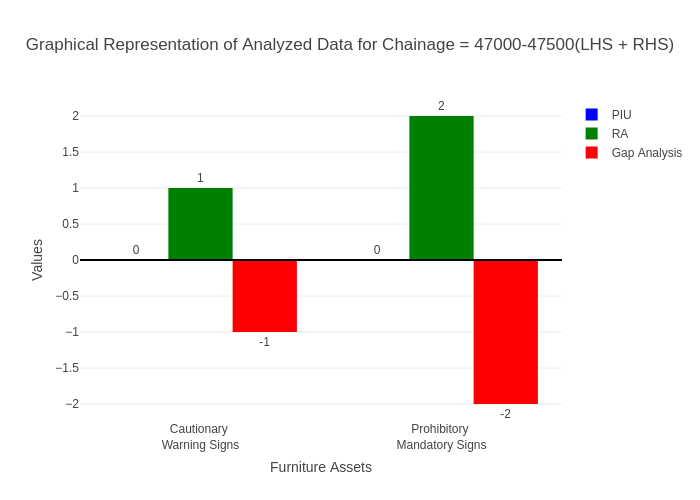 Graphical Representation of Analyzed Data for Chainage = 47000-47500(LHS + RHS)
PIU
RA
Gap Analysis
Values
2
1.5
1
0.5
0
−0.5
−1
−1.5
−2
0
1
-1
0
2
-2
Cautionary
Warning Signs
Prohibitory
Mandatory Signs
Furniture Assets